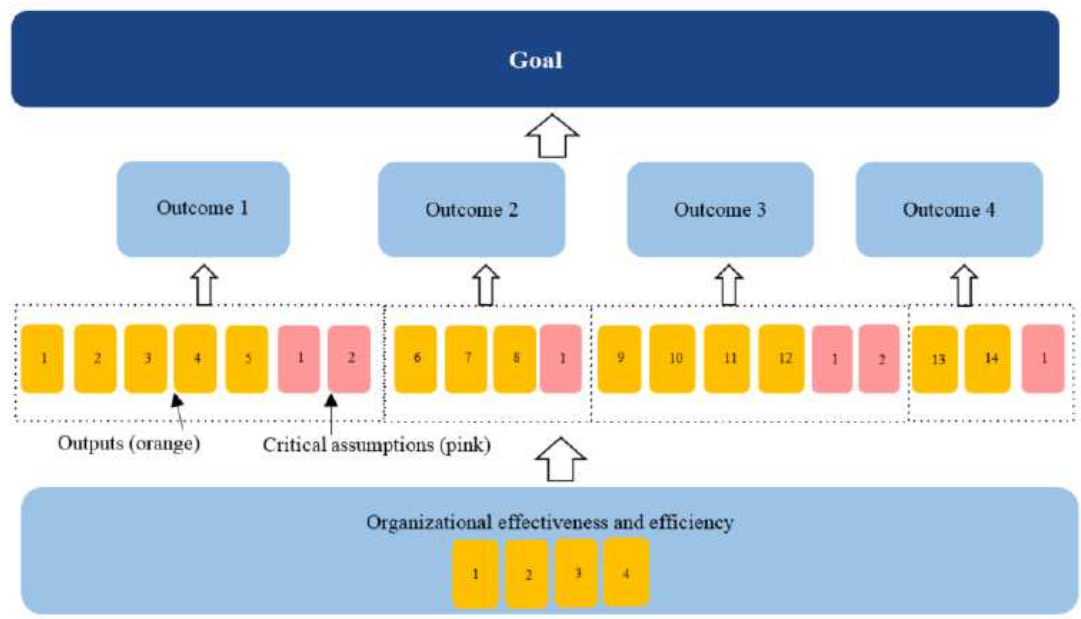 Goal
Outcome 1
Outcome 2
Outcome 3
Outcome 4
1 2 3 4 5 1 2 6 7 8 1 9 10 11 12 1 2 13 14 1
Outputs (orange)
Critical assumptions (pink)
Organizational effectiveness and efficiency
1 2 3 4